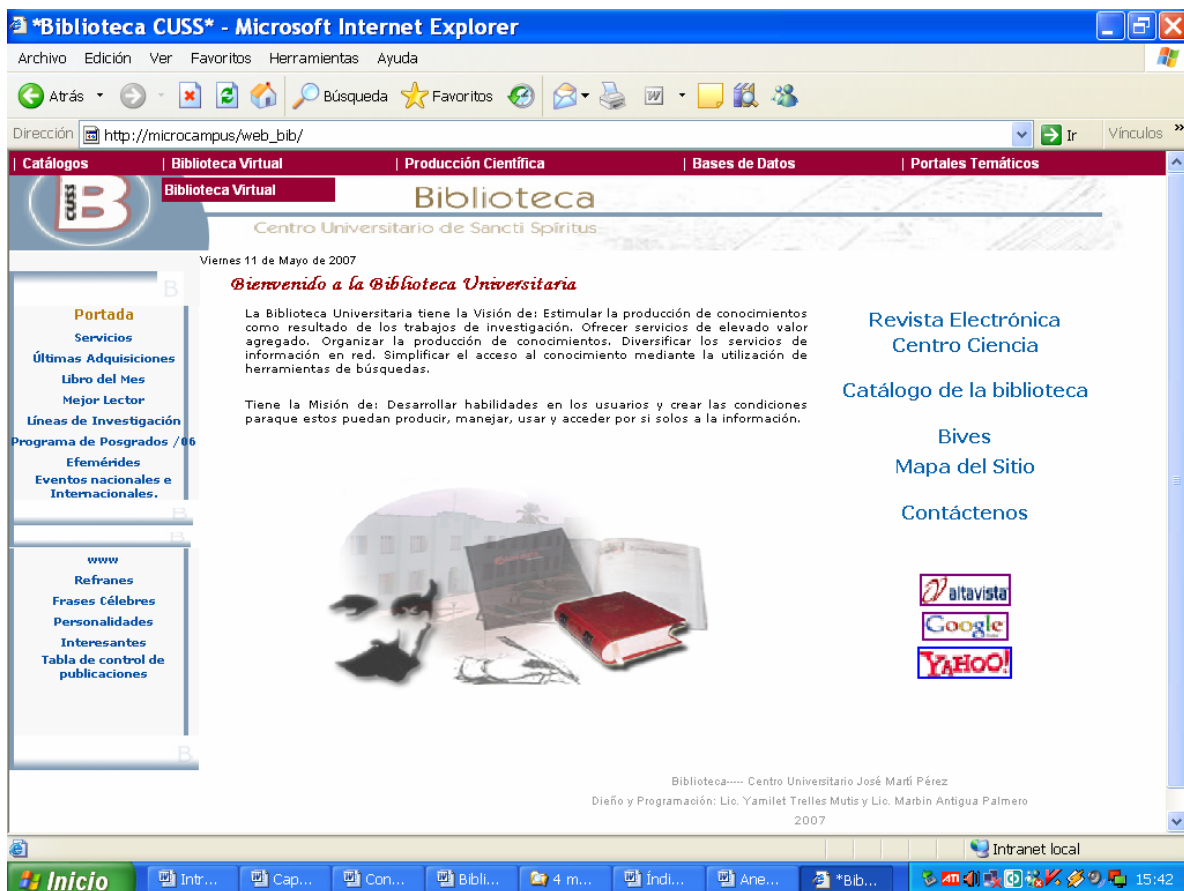 *Biblioteca CUSS* - Microsoft Internet Explorer
Archivo Edición Ver Favoritos Herramientas Ayuda
Atrás Búsqueda Favoritos
Dirección http://microcampus/web_bib/ Ir Vínculos »
| Catálogos | Biblioteca Virtual | Producción Científica | Bases de Datos | Portales Temáticos
Biblioteca Virtual
CUSS B
Biblioteca
Centro Universitario de Sancti Spíritus
Viernes 11 de Mayo de 2007
Bienvenido a la Biblioteca Universitaria
La Biblioteca Universitaria tiene la Visión de: Estimular la producción de conocimientos
como resultado de los trabajos de investigación. Ofrecer servicios de elevado valor
agregado. Organizar la producción de conocimientos. Diversificar los servicios de
información en red. Simplificar el acceso al conocimiento mediante la utilización de
herramientas de búsquedas.
Tiene la Misión de: Desarrollar habilidades en los usuarios y crear las condiciones
paraque estos puedan producir, manejar, usar y acceder por si solos a la información.
B
Portada
Servicios
Últimas Adquisiciones
Libro del Mes
Mejor Lector
Líneas de Investigación
Programa de Posgrados /06
Efemérides
Eventos nacionales e
Internacionales.
B
B
www
Refranes
Frases Célebres
Personalidades
Interesantes
Tabla de control de
publicaciones
B
Revista Electrónica
Centro Ciencia
Catálogo de la biblioteca
Bives
Mapa del Sitio
Contáctenos
altavista
Google
YAHOO!
Biblioteca----- Centro Universitario José Martí Pérez
Dieño y Programación: Lic. Yamilet Trelles Mutis y Lic. Marbin Antigua Palmero
2007
Intranet local
Inicio Intr... Cap... Con... Bibli... 4 m... Índi... Ane... *Bib... ATI 15:42